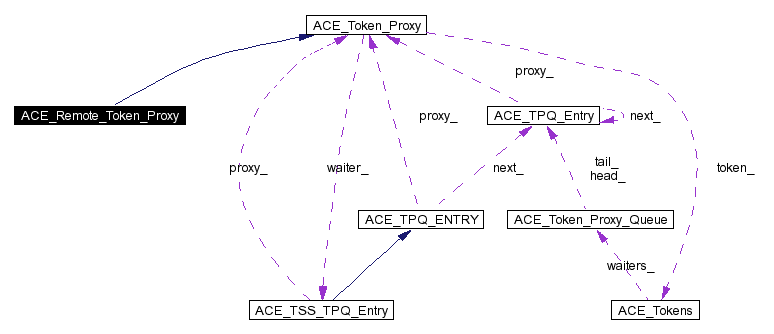 ACE_Token_Proxy
proxy_
ACE_Remote_Token_Proxy
proxy_
ACE_TPQ_Entry
next_
proxy_
waiter_
next_
tail_
head_
token_
ACE_TPQ_ENTRY
ACE_Token_Proxy_Queue
waiters_
ACE_TSS_TPQ_Entry
ACE_Tokens